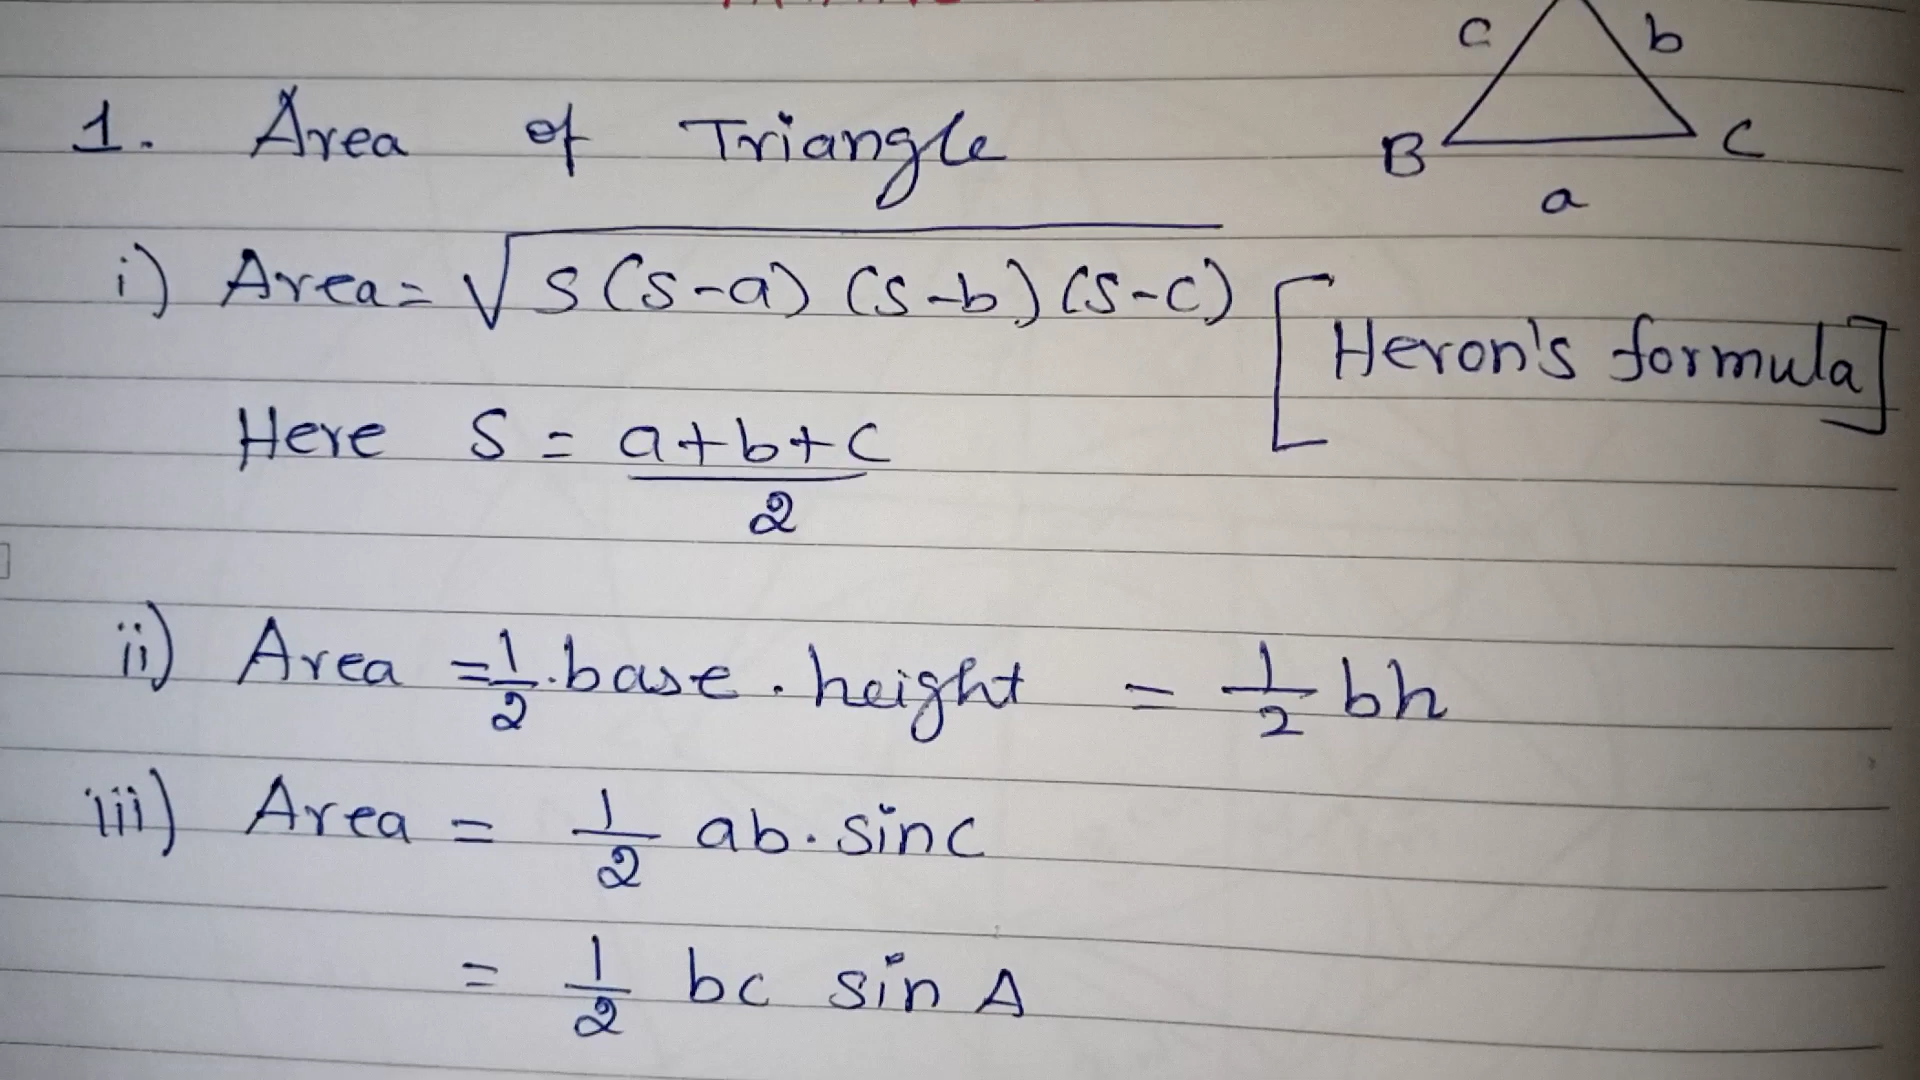 c b
1. Area of Triangle
B C
a
i) Area = √s(s-a)(s-b)(s-c) [Heron's formula]
Here s = a+b+c
2
ii) Area = 1/2 . base . height = 1/2 bh
iii) Area = 1/2 ab . sin C
= 1/2 bc sin A